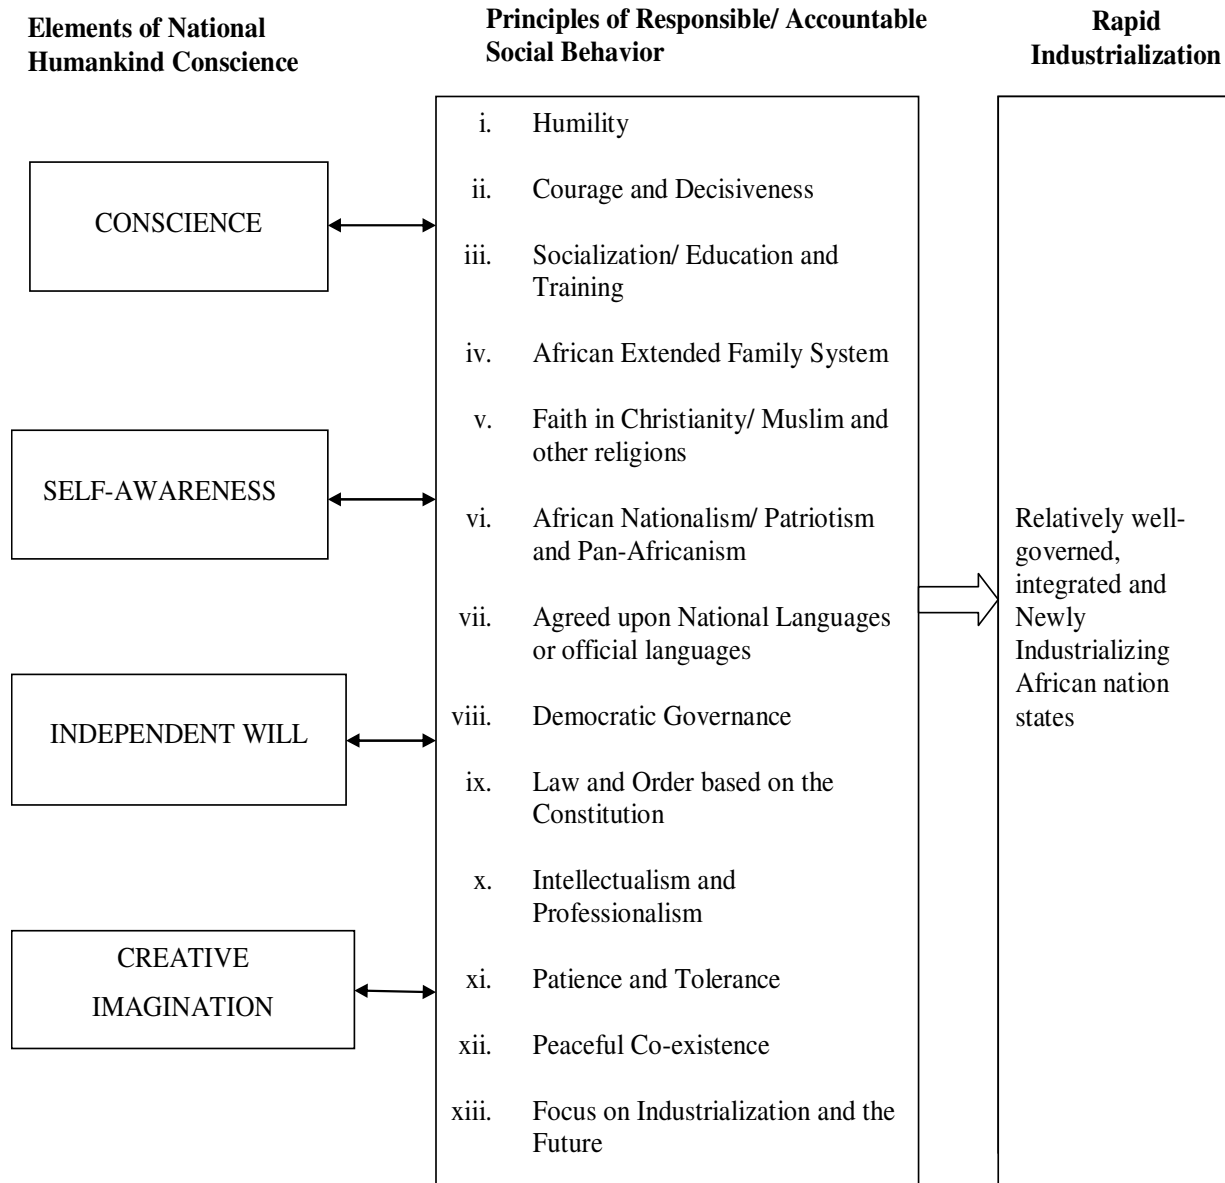 Elements of National
Humankind Conscience
Principles of Responsible/ Accountable
Social Behavior
Rapid
Industrialization
CONSCIENCE
SELF-AWARENESS
INDEPENDENT WILL
CREATIVE
IMAGINATION
i. Humility
ii. Courage and Decisiveness
iii. Socialization/ Education and
Training
iv. African Extended Family System
v. Faith in Christianity/ Muslim and
other religions
vi. African Nationalism/ Patriotism
and Pan-Africanism
vii. Agreed upon National Languages
or official languages
viii. Democratic Governance
ix. Law and Order based on the
Constitution
x. Intellectualism and
Professionalism
xi. Patience and Tolerance
xii. Peaceful Co-existence
xiii. Focus on Industrialization and the
Future
Relatively well-
governed,
integrated and
Newly
Industrializing
African nation
states